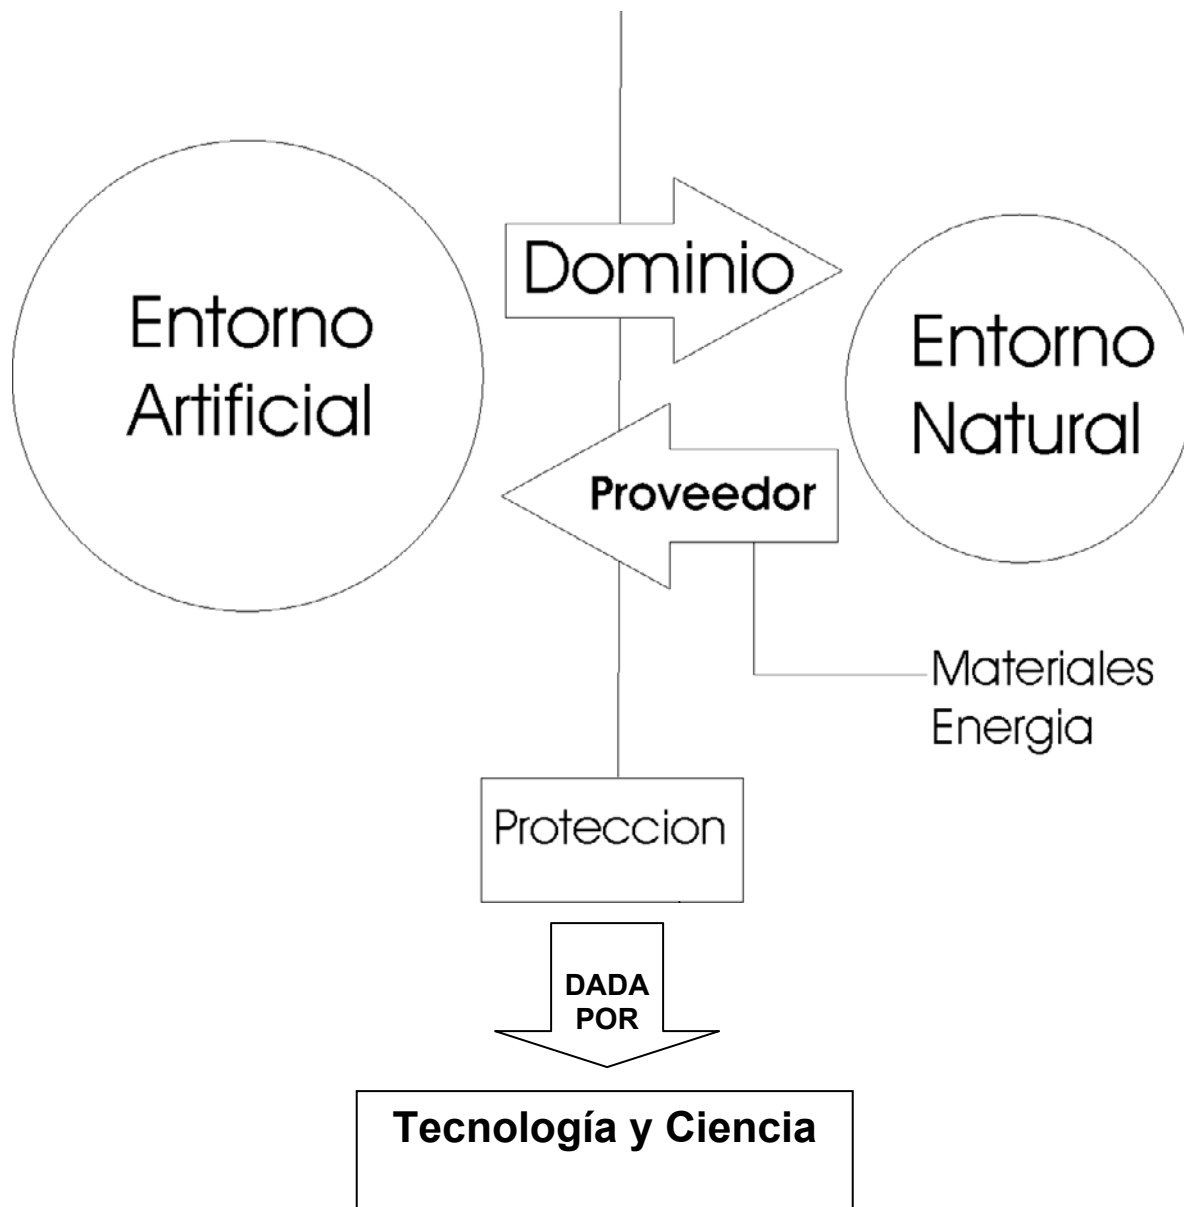 Entorno
Artificial
Dominio
Entorno
Natural
Proveedor
Materiales
Energia
Proteccion
DADA
POR
Tecnología y Ciencia